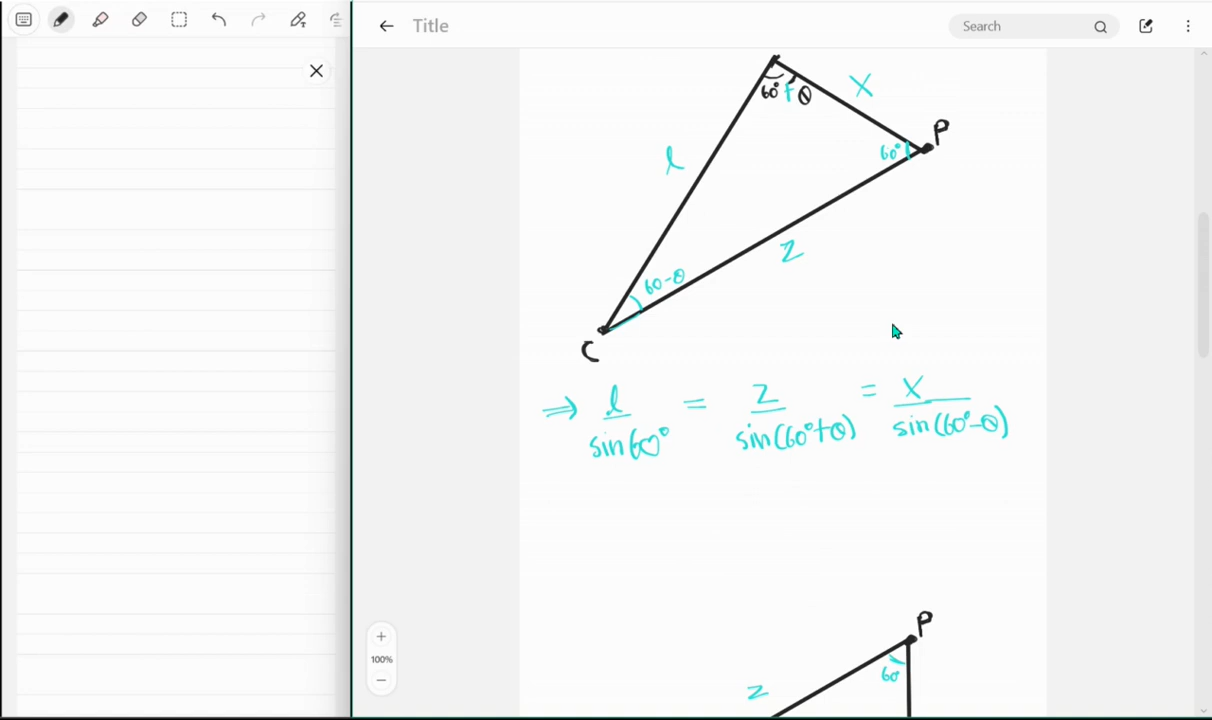 Title
Search
60°+θ
x
P
l
60°
z
60-θ
C
⇒ l/sin60° = z/sin(60°+θ) = x/sin(60°-θ)
100%
P
60
z